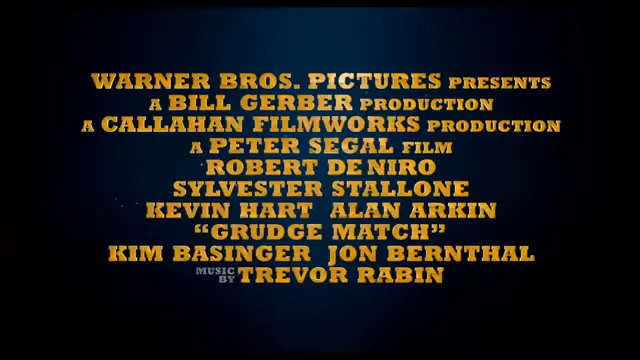 WARNER BROS. PICTURES PRESENTS
A BILL GERBER PRODUCTION
A CALLAHAN FILMWORKS PRODUCTION
A PETER SEGAL FILM
ROBERT DE NIRO
SYLVESTER STALLONE
KEVIN HART ALAN ARKIN
“GRUDGE MATCH”
KIM BASINGER JON BERNTHAL
MUSIC BY TREVOR RABIN